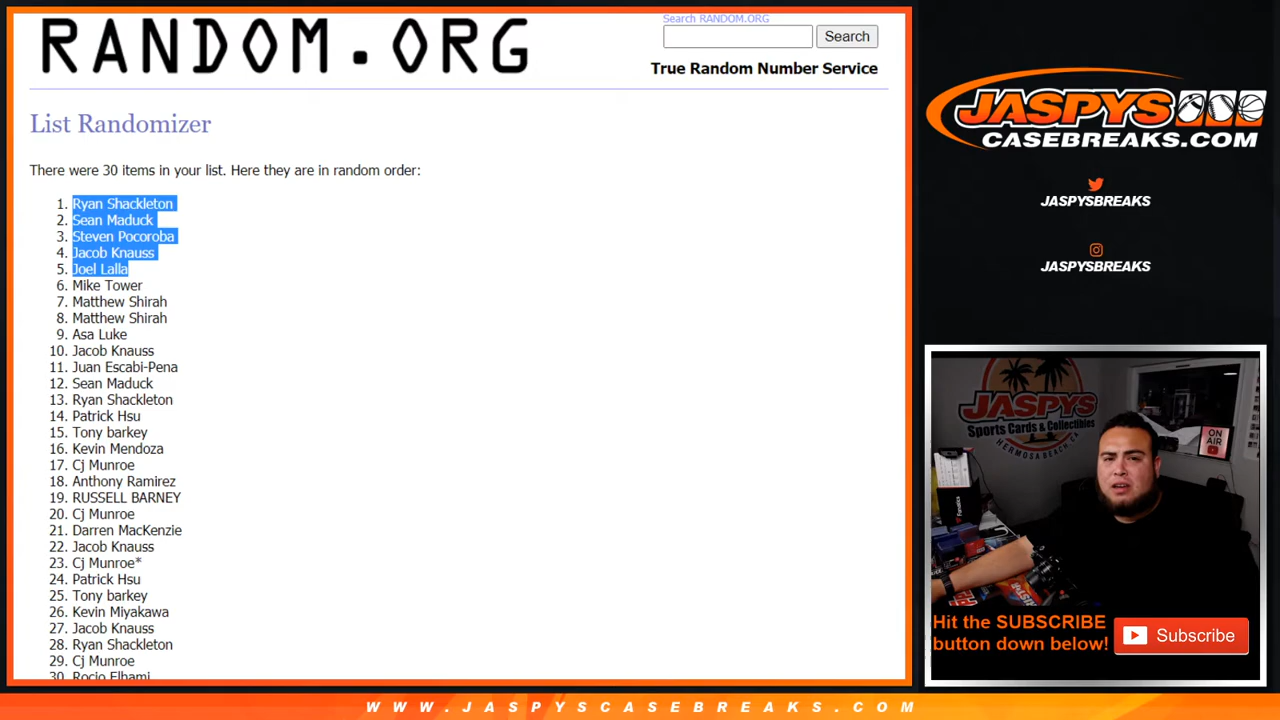 RANDOM.ORG
Search RANDOM.ORG
Search
True Random Number Service
List Randomizer
There were 30 items in your list. Here they are in random order:
1. Ryan Shackleton
2. Sean Maduck
3. Steven Pocoroba
4. Jacob Knauss
5. Joel Lalla
6. Mike Tower
7. Matthew Shirah
8. Matthew Shirah
9. Asa Luke
10. Jacob Knauss
11. Juan Escabi-Pena
12. Sean Maduck
13. Ryan Shackleton
14. Patrick Hsu
15. Tony barkey
16. Kevin Mendoza
17. Cj Munroe
18. Anthony Ramirez
19. RUSSELL BARNEY
20. Cj Munroe
21. Darren MacKenzie
22. Jacob Knauss
23. Cj Munroe*
24. Patrick Hsu
25. Tony barkey
26. Kevin Miyakawa
27. Jacob Knauss
28. Ryan Shackleton
29. Cj Munroe
30. Rocio Elhami
JASPYS
CASEBREAKS.COM
JASPYSBREAKS
JASPYSBREAKS
JASPYS
Sports Cards & Collectibles
HERMOSA BEACH, CA
ON
AIR
Fanatics
Hit the SUBSCRIBE
button down below!
Subscribe
WWW.JASPYSCASEBREAKS.COM